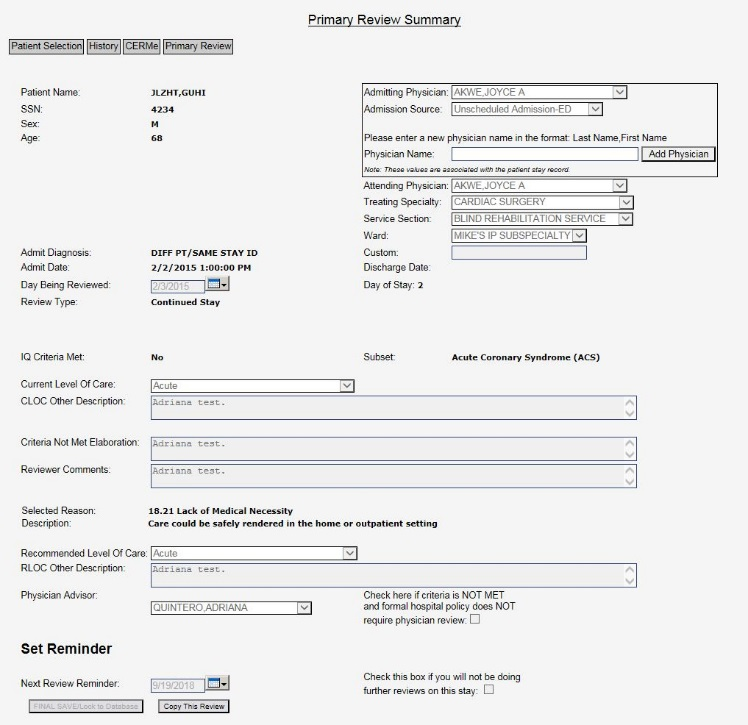 Primary Review Summary
Patient Selection History CERMe Primary Review
Patient Name: JLZHT,GUHI Admitting Physician: AKWE,JOYCE A
SSN: 4234 Admission Source: Unscheduled Admission-ED
Sex: M
Age: 68 Please enter a new physician name in the format: Last Name,First Name
Physician Name: Add Physician
Note: These values are associated with the patient stay record.
Attending Physician: AKWE,JOYCE A
Treating Specialty: CARDIAC SURGERY
Service Section: BLIND REHABILITATION SERVICE
Ward: MIKE'S IP SUBSPECIALTY
Admit Diagnosis: DIFF PT/SAME STAY ID Custom:
Admit Date: 2/2/2015 1:00:00 PM Discharge Date:
Day Being Reviewed: 2/3/2015 Day of Stay: 2
Review Type: Continued Stay
IQ Criteria Met: No Subset: Acute Coronary Syndrome (ACS)
Current Level Of Care: Acute
CLOC Other Description: Adriana test.
Criteria Not Met Elaboration: Adriana test.
Reviewer Comments: Adriana test.
Selected Reason: 18.21 Lack of Medical Necessity
Description: Care could be safely rendered in the home or outpatient setting
Recommended Level Of Care: Acute
RLOC Other Description: Adriana test.
Physician Advisor: QUINTERO,ADRIANA
Check here if criteria is NOT MET
and formal hospital policy does NOT
require physician review:
Set Reminder
Next Review Reminder: 9/19/2018
Check this box if you will not be doing
further reviews on this stay:
FINAL SAVE/Lock to Database Copy This Review